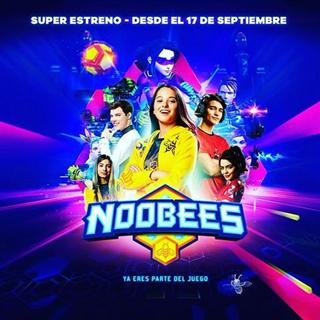 SUPER ESTRENO - DESDE EL 17 DE SEPTIEMBRE
NOOBEES
YA ERES PARTE DEL JUEGO